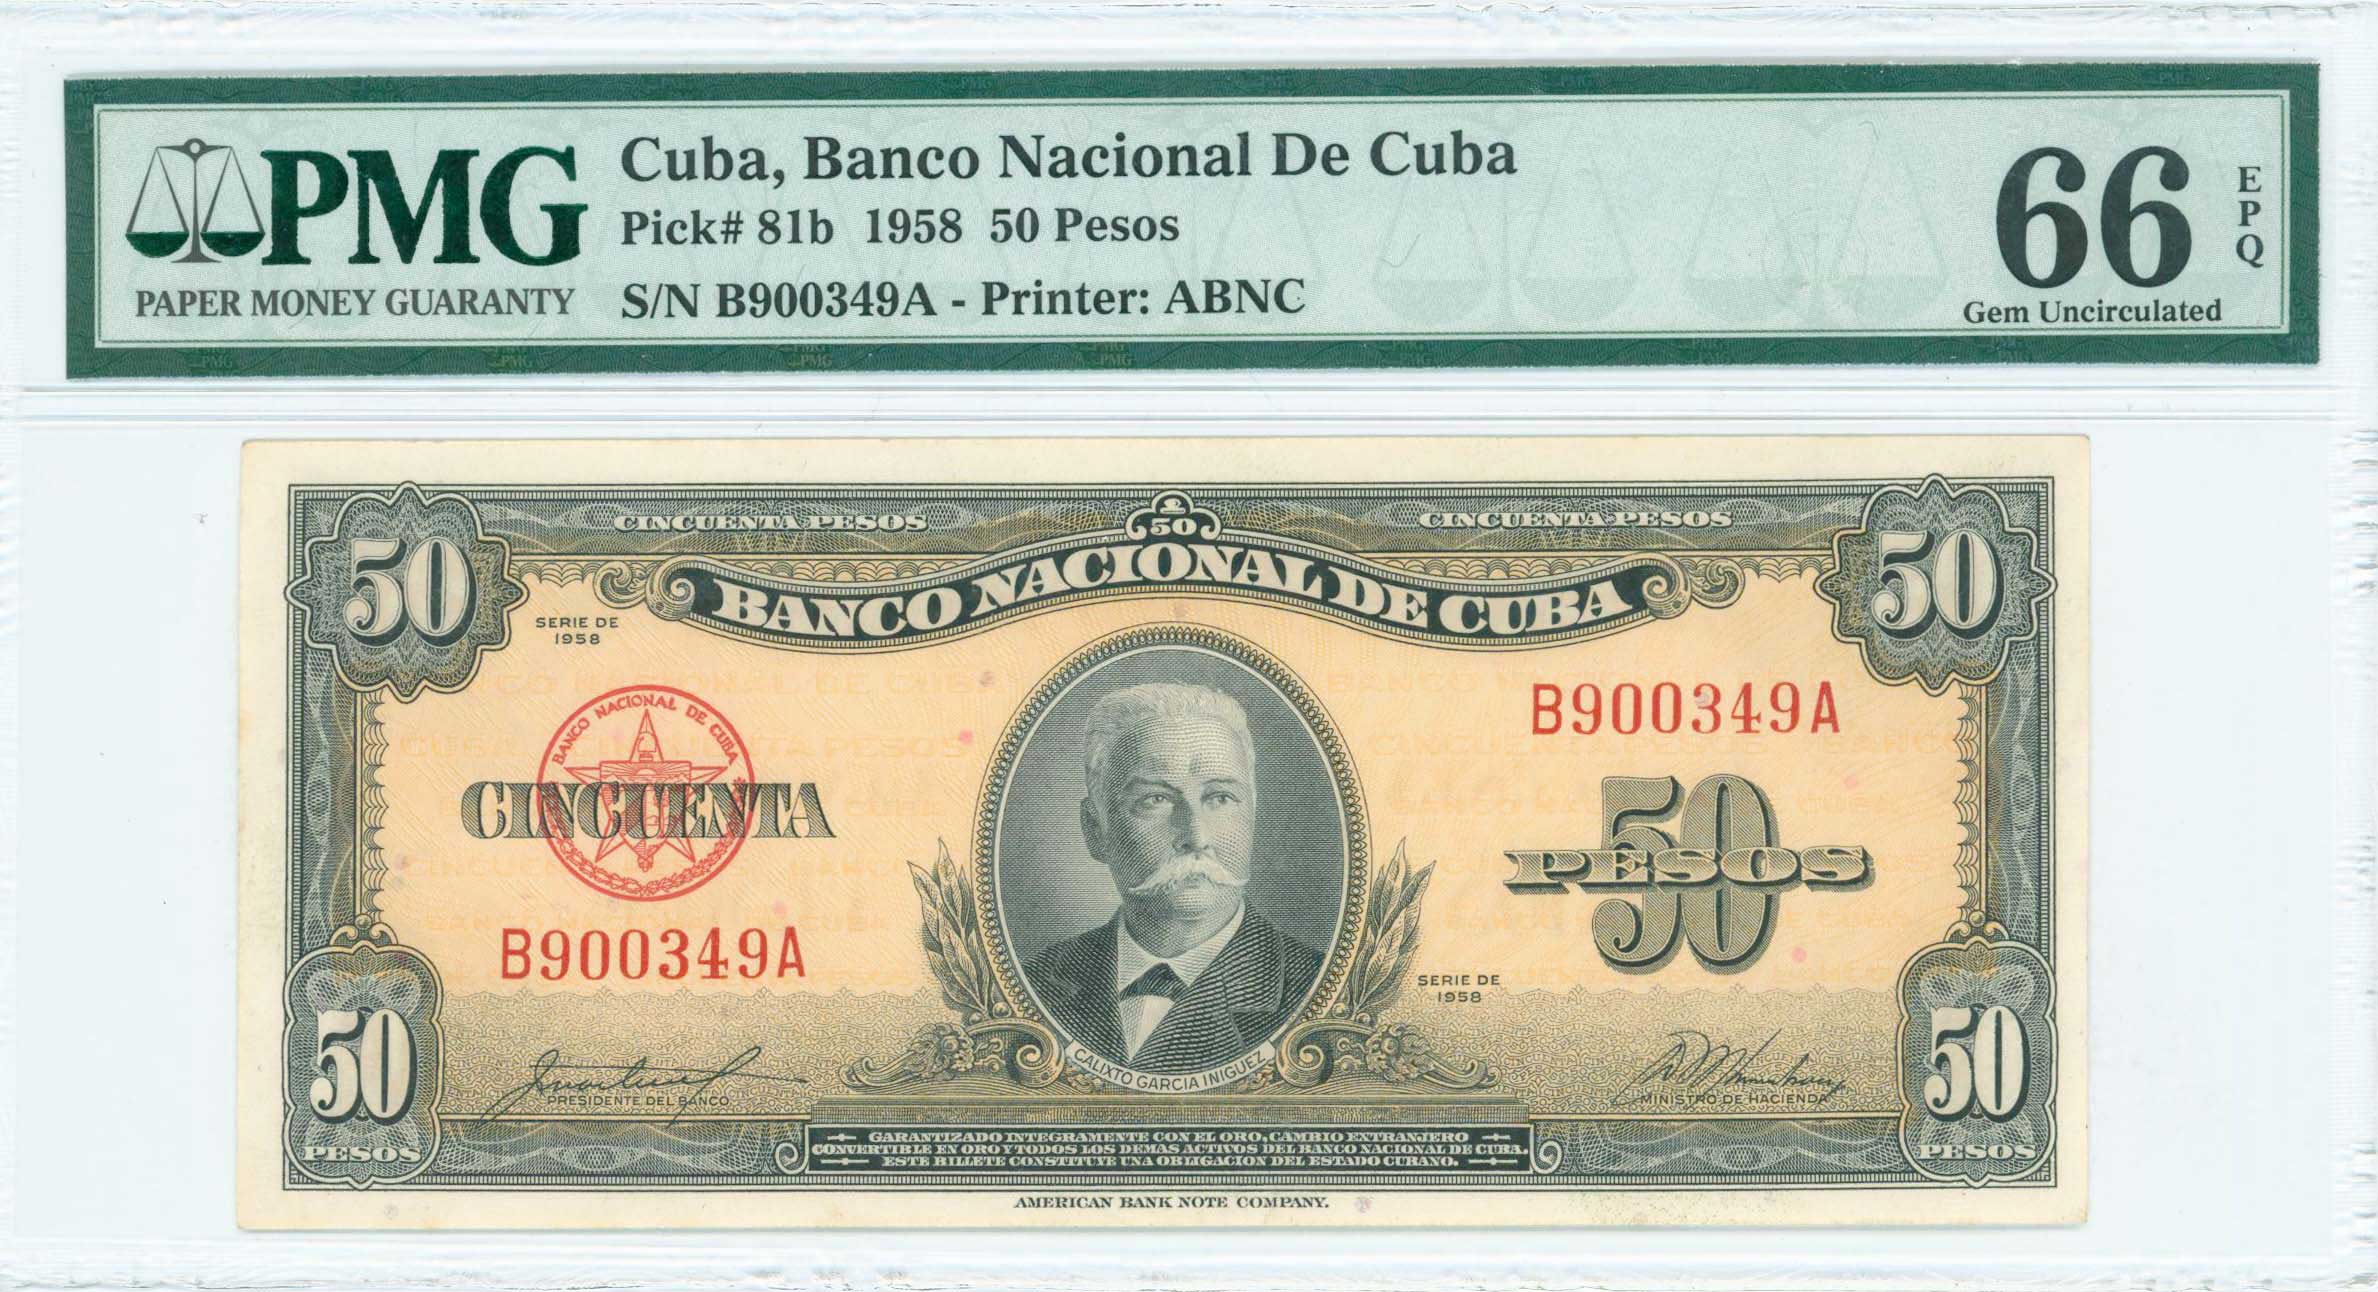 PMG
PAPER MONEY GUARANTY
Cuba, Banco Nacional De Cuba
Pick# 81b 1958 50 Pesos
S/N B900349A - Printer: ABNC
66
EPQ
Gem Uncirculated
CINCUENTA PESOS
50
CINCUENTA PESOS
50
50
BANCO NACIONAL DE CUBA
SERIE DE
1958
BANCO NACIONAL DE CUBA
B900349A
CINCUENTA
50
PESOS
B900349A
SERIE DE
1958
CALIXTO GARCIA INIGUEZ
PRESIDENTE DEL BANCO
MINISTRO DE HACIENDA
50
PESOS
50
PESOS
GARANTIZADO INTEGRAMENTE CON EL ORO, CAMBIO EXTRANJERO
CONVERTIBLE EN ORO Y TODOS LOS DEMAS ACTIVOS DEL BANCO NACIONAL DE CUBA.
ESTE BILLETE CONSTITUYE UNA OBLIGACION DEL ESTADO CUBANO.
AMERICAN BANK NOTE COMPANY.